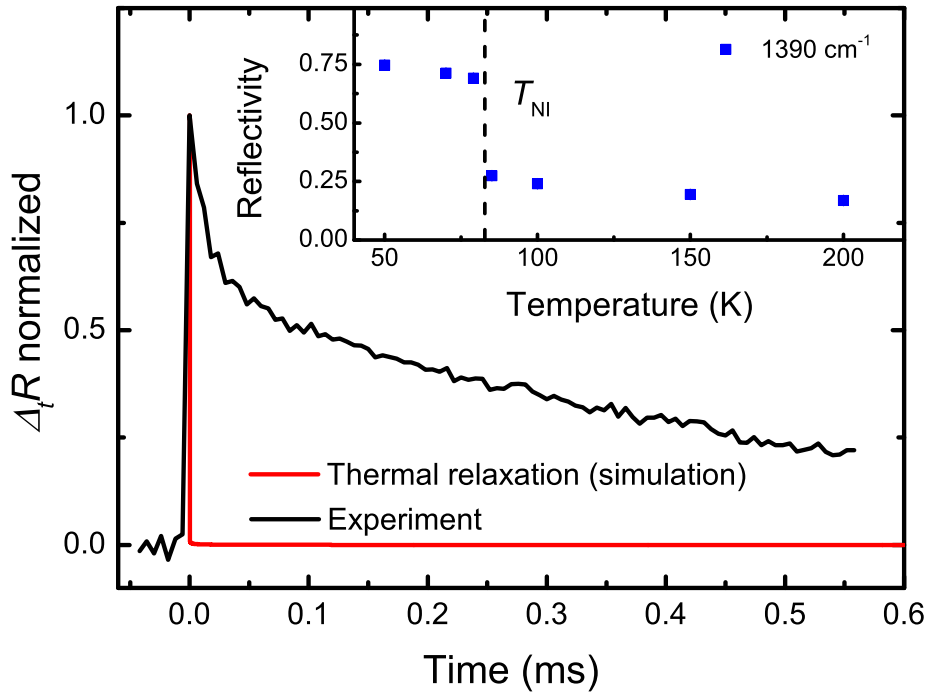 1390 cm⁻¹
Reflectivity
0.75
0.50
0.25
0.00
T_NI
50 100 150 200
Temperature (K)
Δ_tR normalized
1.0
0.5
0.0
Thermal relaxation (simulation)
Experiment
0.0 0.1 0.2 0.3 0.4 0.5 0.6
Time (ms)